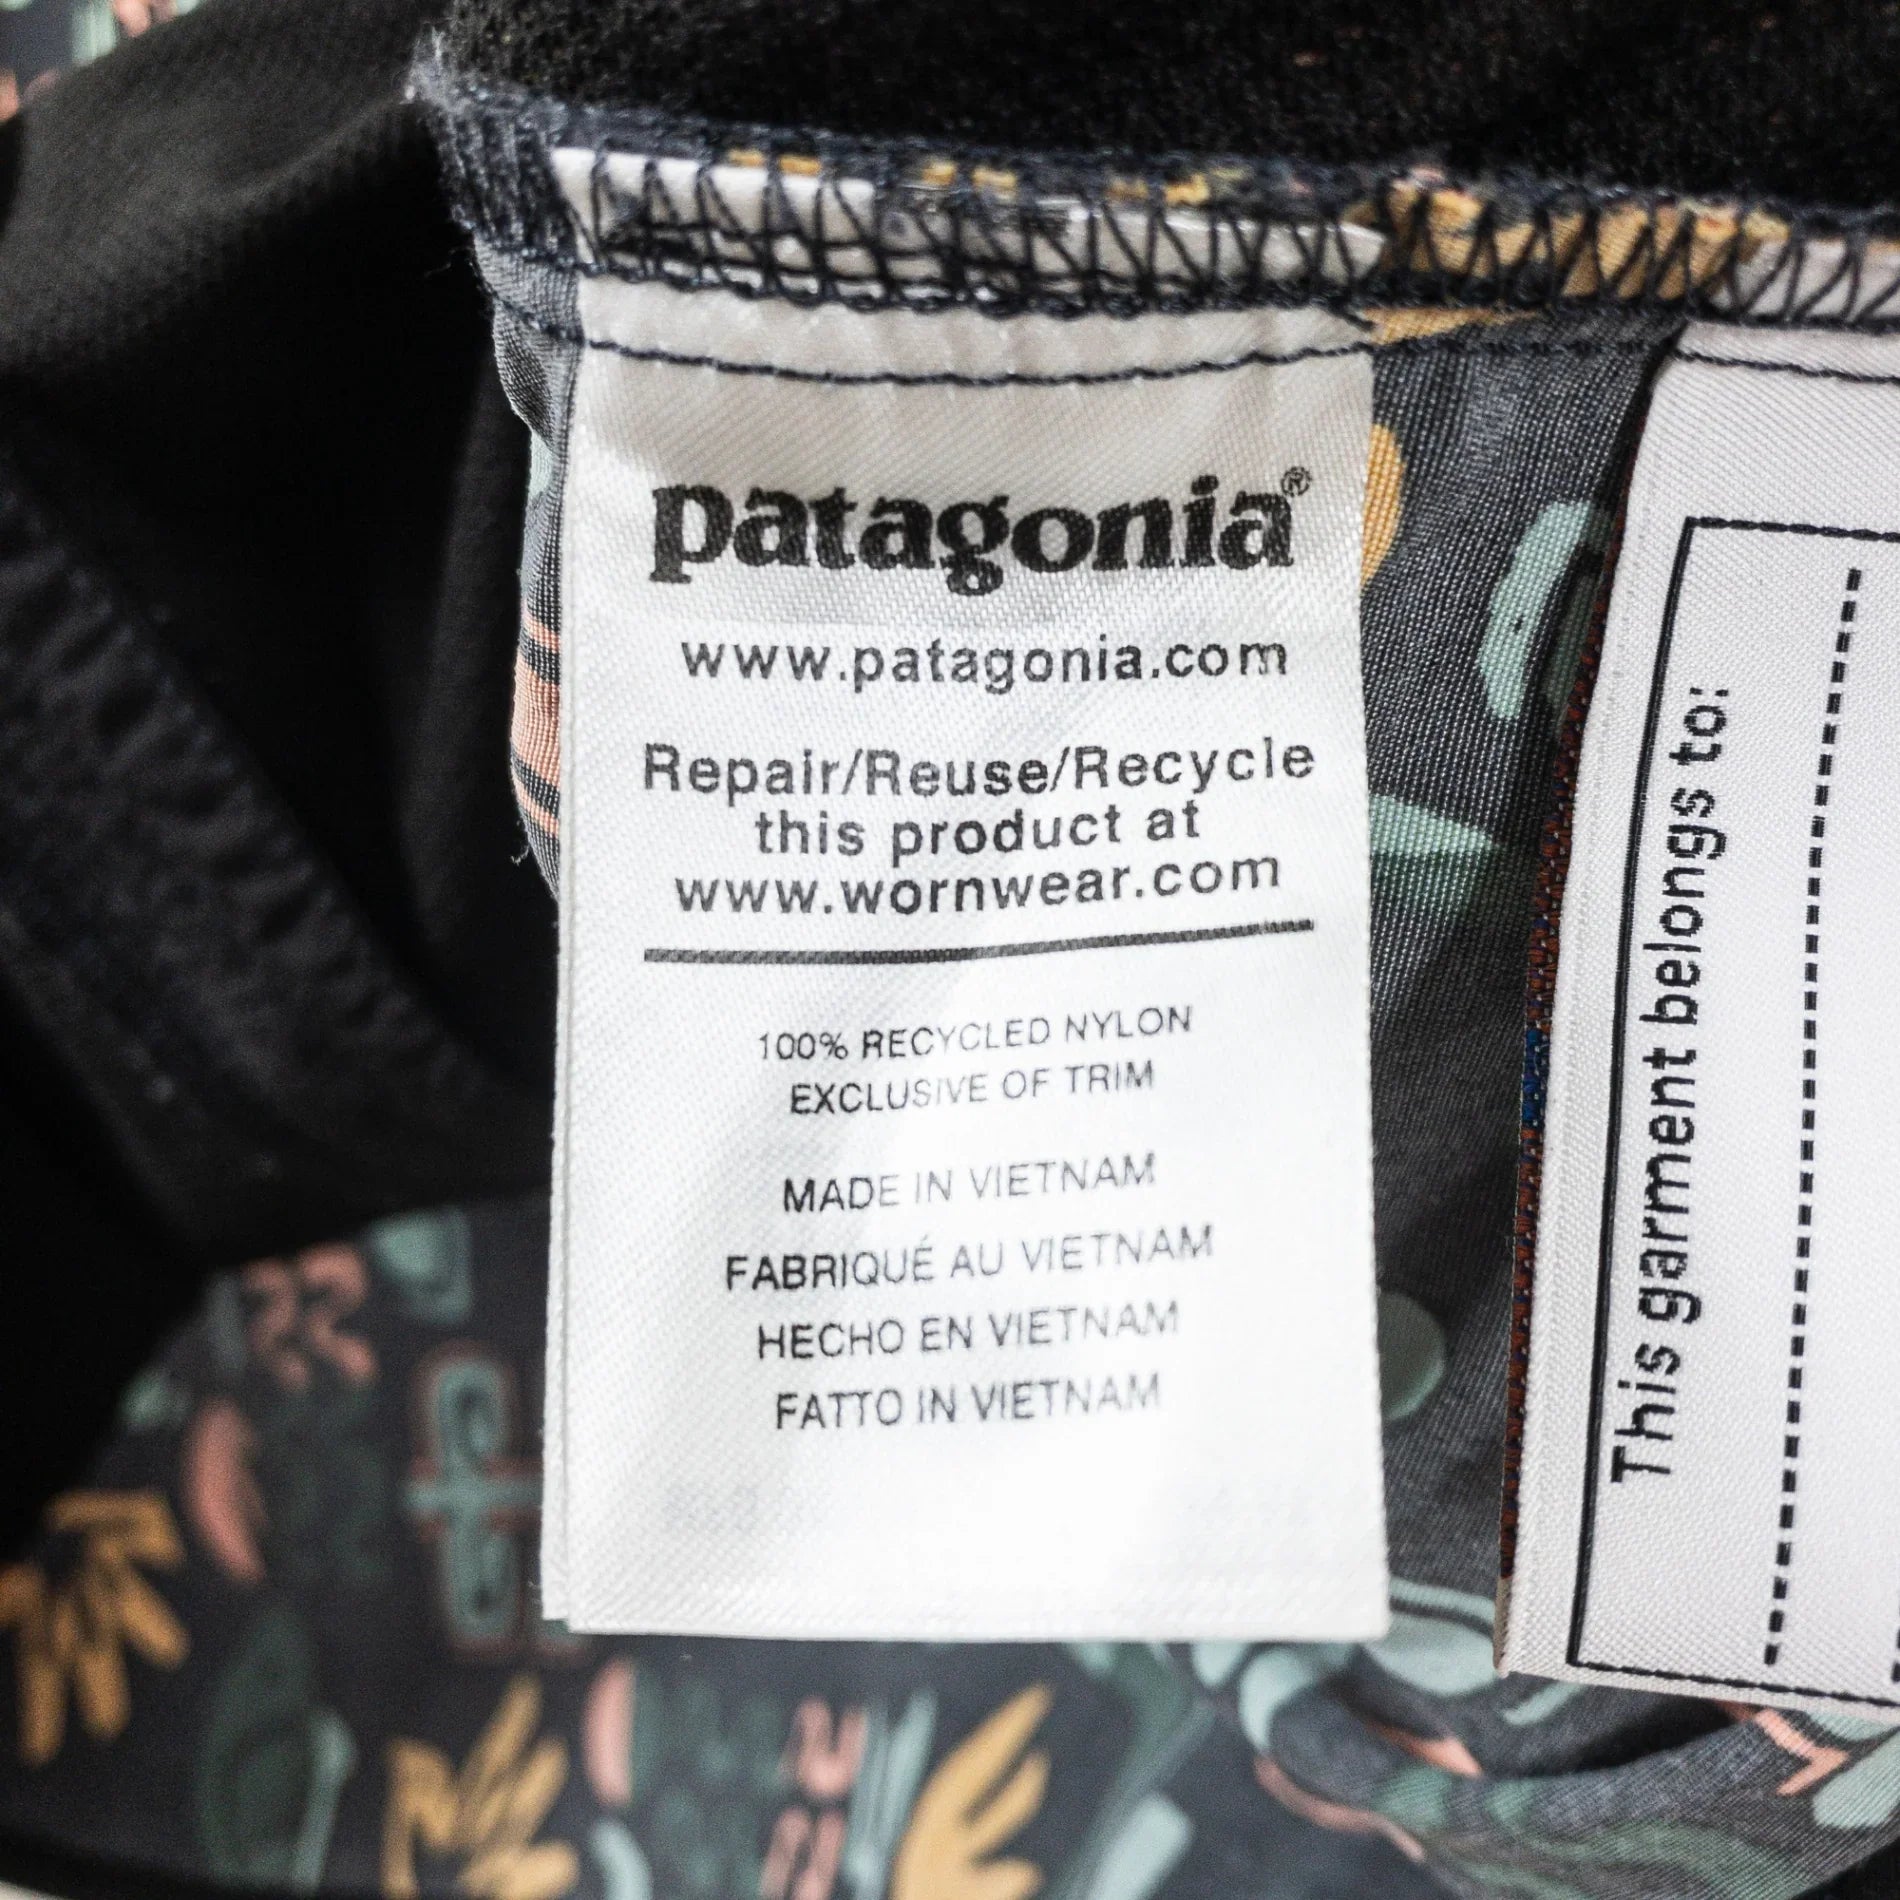 patagonia®
www.patagonia.com
Repair/Reuse/Recycle
this product at
www.wornwear.com
100% RECYCLED NYLON
EXCLUSIVE OF TRIM
MADE IN VIETNAM
FABRIQUÉ AU VIETNAM
HECHO EN VIETNAM
FATTO IN VIETNAM
This garment belongs to: